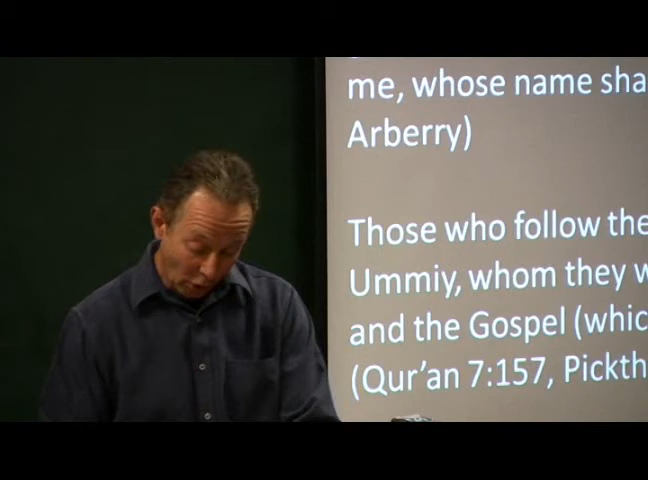 me, whose name sha
Arberry)
Those who follow the
Ummiy, whom they w
and the Gospel (whic
(Qur'an 7:157, Pickth